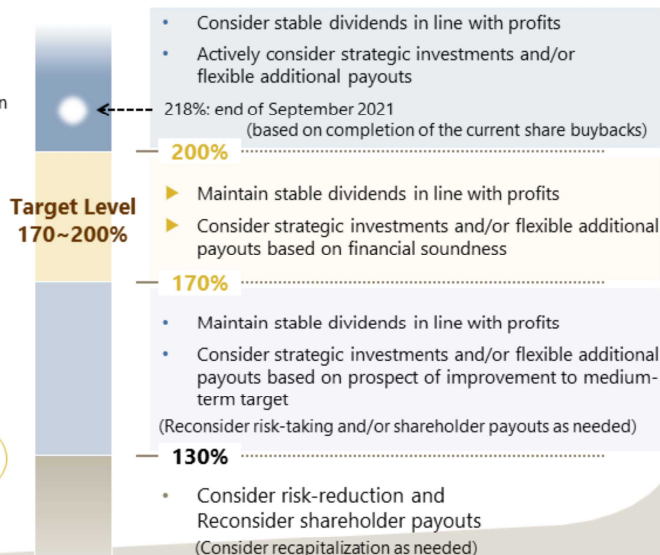 • Consider stable dividends in line with profits
• Actively consider strategic investments and/or
flexible additional payouts
n
218%: end of September 2021
(based on completion of the current share buybacks)
200%
Target Level
170~200%
▶ Maintain stable dividends in line with profits
▶ Consider strategic investments and/or flexible additional
payouts based on financial soundness
170%
• Maintain stable dividends in line with profits
• Consider strategic investments and/or flexible additional
payouts based on prospect of improvement to medium-
term target
(Reconsider risk-taking and/or shareholder payouts as needed)
130%
• Consider risk-reduction and
Reconsider shareholder payouts
(Consider recapitalization as needed)